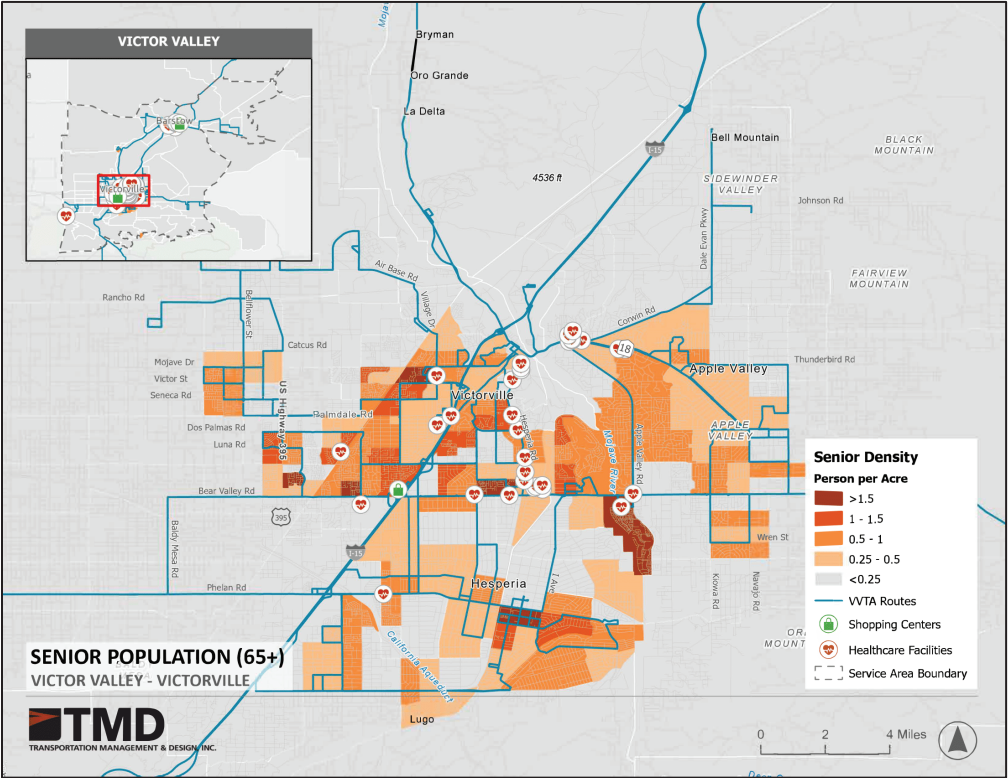 VICTOR VALLEY
Barstow
Victorville
Bryman
Oro Grande
La Delta
I-15
Bell Mountain
BLACK
MOUNTAIN
4536 ft
SIDEWINDER
VALLEY
Johnson Rd
Dale Evan Pkwy
FAIRVIEW
MOUNTAIN
Air Base Rd
Village Dr
Rancho Rd
Bellflower St
Corwin Rd
Catcus Rd
18
Mojave Dr
Thunderbird Rd
Apple Valley
Victor St
Seneca Rd
US Highway 395
Victorville
Palmdale Rd
Hesperia Rd
Dos Palmas Rd
Luna Rd
Mojave River
Apple Valley Rd
APPLE
VALLEY
Bear Valley Rd
395
Baldy Mesa Rd
I-15
Wren St
Phelan Rd
Hesperia
I Ave
Kiowa Rd
Navajo Rd
California Aqueduct
Lugo
Senior Density
Person per Acre
>1.5
1 - 1.5
0.5 - 1
0.25 - 0.5
<0.25
VVTA Routes
Shopping Centers
Healthcare Facilities
Service Area Boundary
SENIOR POPULATION (65+)
VICTOR VALLEY - VICTORVILLE
TMD
TRANSPORTATION MANAGEMENT & DESIGN, INC.
0 2 4 Miles